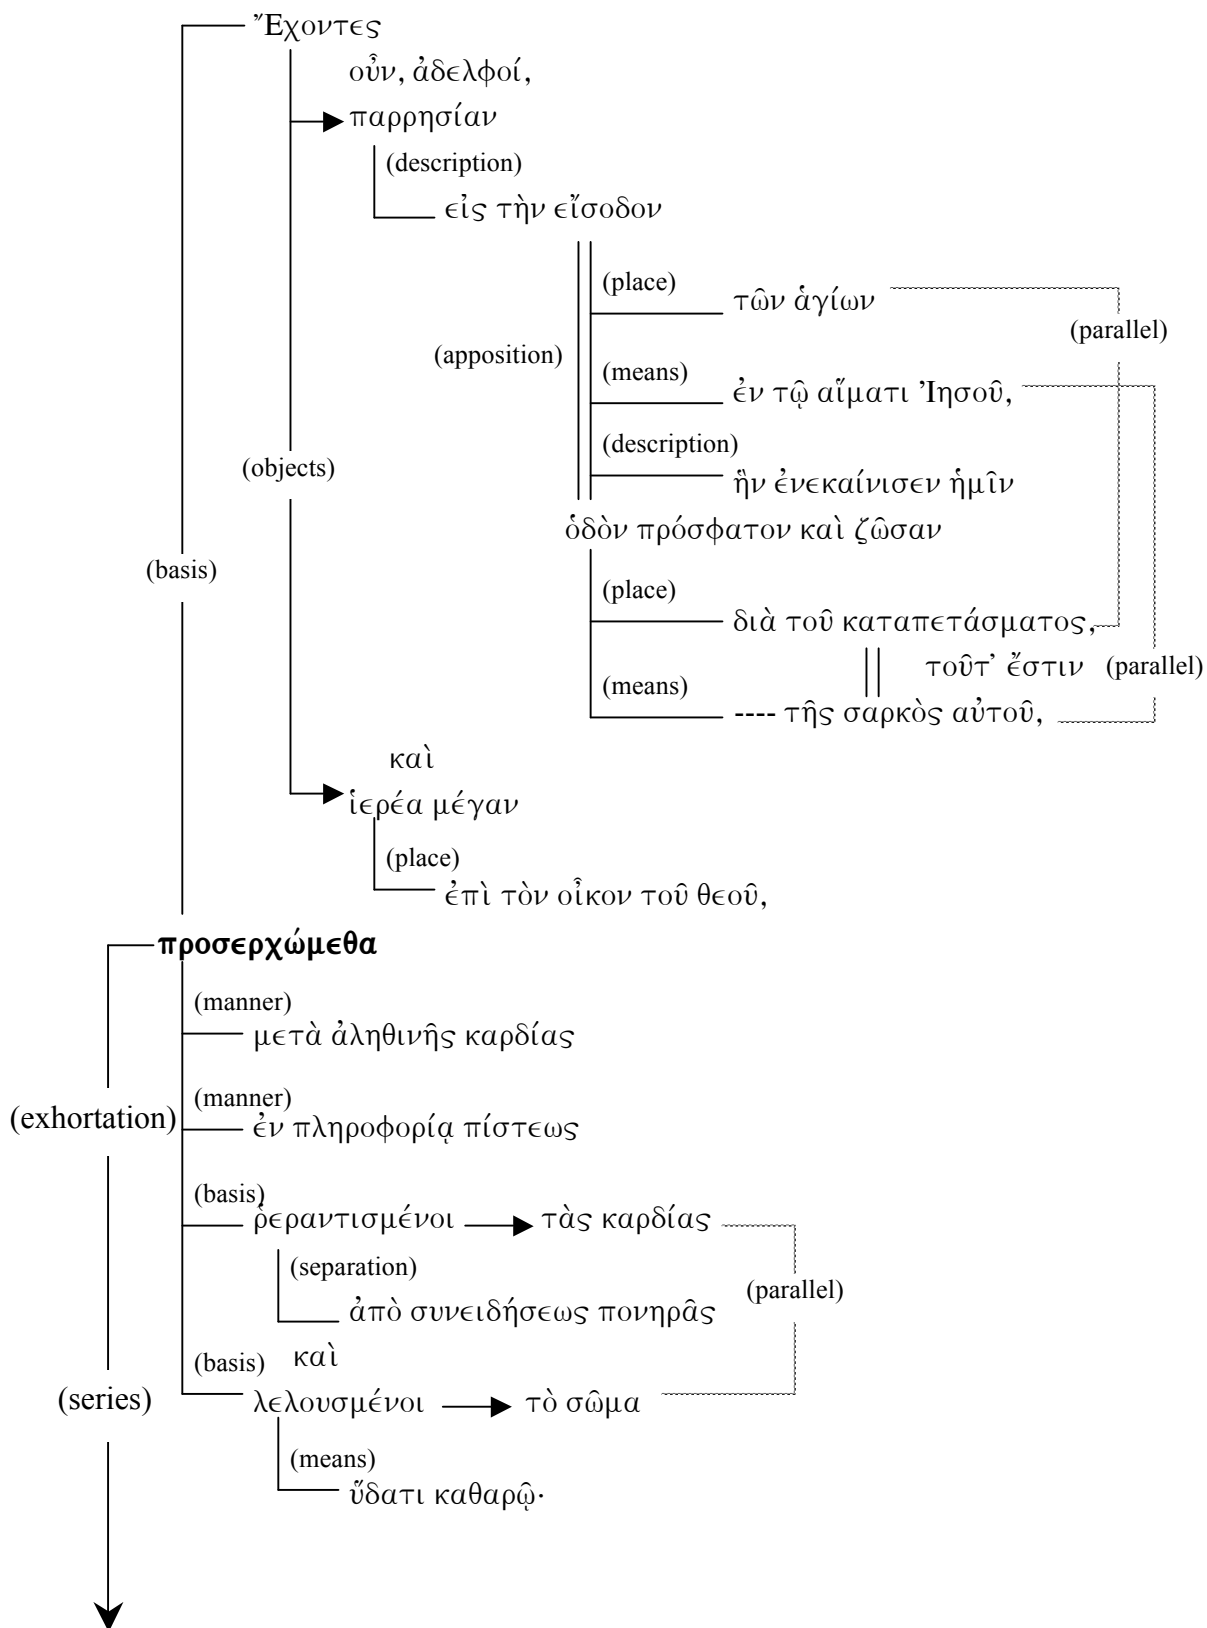 Ἔχοντες
οὖν, ἀδελφοί,
παρρησίαν
(description)
εἰς τὴν εἴσοδον
(place)
τῶν ἁγίων
(parallel)
(apposition)
(means)
ἐν τῷ αἵματι Ἰησοῦ,
(description)
(objects)
ἣν ἐνεκαίνισεν ἡμῖν
ὁδὸν πρόσφατον καὶ ζῶσαν
(basis)
(place)
διὰ τοῦ καταπετάσματος,
τοῦτ’ ἔστιν (parallel)
(means)
---- τῆς σαρκὸς αὐτοῦ,
καὶ
ἱερέα μέγαν
(place)
ἐπὶ τὸν οἶκον τοῦ θεοῦ,
προσερχώμεθα
(manner)
μετὰ ἀληθινῆς καρδίας
(manner)
(exhortation)
ἐν πληροφορίᾳ πίστεως
(basis)
ῥεραντισμένοι τὰς καρδίας
(separation)
(parallel)
ἀπὸ συνειδήσεως πονηρᾶς
(basis) καὶ
(series)
λελουσμένοι τὸ σῶμα
(means)
ὕδατι καθαρῷ·